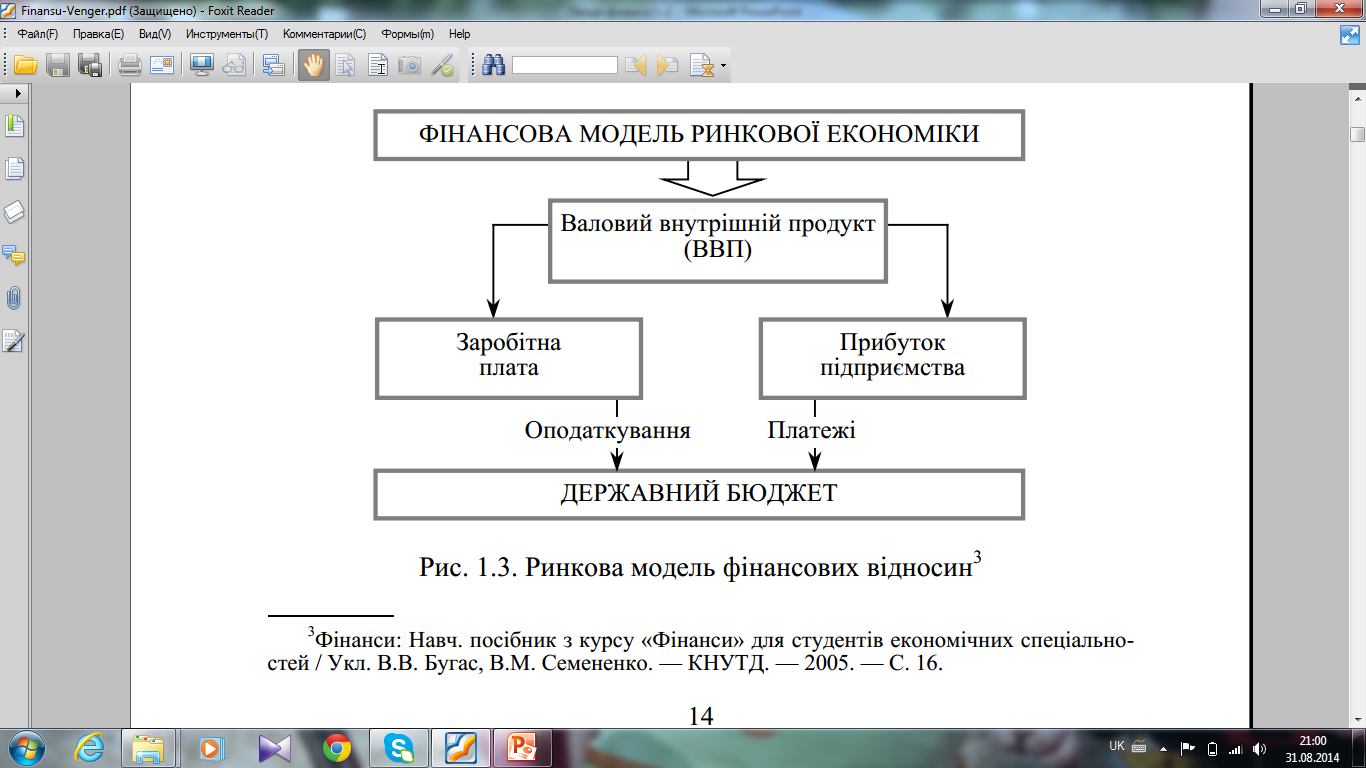 Finansu-Venger.pdf (Защищено) - Foxit Reader
Файл(F) Правка(E) Вид(V) Инструменты(T) Комментарии(C) Формы(m) Help
ФІНАНСОВА МОДЕЛЬ РИНКОВОЇ ЕКОНОМІКИ
Валовий внутрішній продукт
(ВВП)
Заробітна
плата
Прибуток
підприємства
Оподаткування
Платежі
ДЕРЖАВНИЙ БЮДЖЕТ
Рис. 1.3. Ринкова модель фінансових відносин3
3Фінанси: Навч. посібник з курсу «Фінанси» для студентів економічних спеціально-
стей / Укл. В.В. Бугас, В.М. Семененко. — КНУТД. — 2005. — С. 16.
14
UK
21:00
31.08.2014